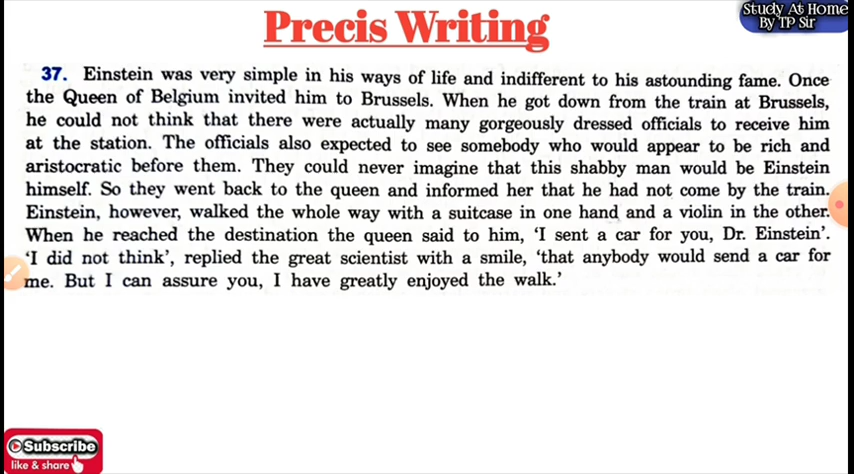 Study At Home
By TP Sir
Precis Writing
37. Einstein was very simple in his ways of life and indifferent to his astounding fame. Once
the Queen of Belgium invited him to Brussels. When he got down from the train at Brussels,
he could not think that there were actually many gorgeously dressed officials to receive him
at the station. The officials also expected to see somebody who would appear to be rich and
aristocratic before them. They could never imagine that this shabby man would be Einstein
himself. So they went back to the queen and informed her that he had not come by the train.
Einstein, however, walked the whole way with a suitcase in one hand and a violin in the other.
When he reached the destination the queen said to him, ‘I sent a car for you, Dr. Einstein’.
‘I did not think’, replied the great scientist with a smile, ‘that anybody would send a car for
me. But I can assure you, I have greatly enjoyed the walk.’
Subscribe
like & share